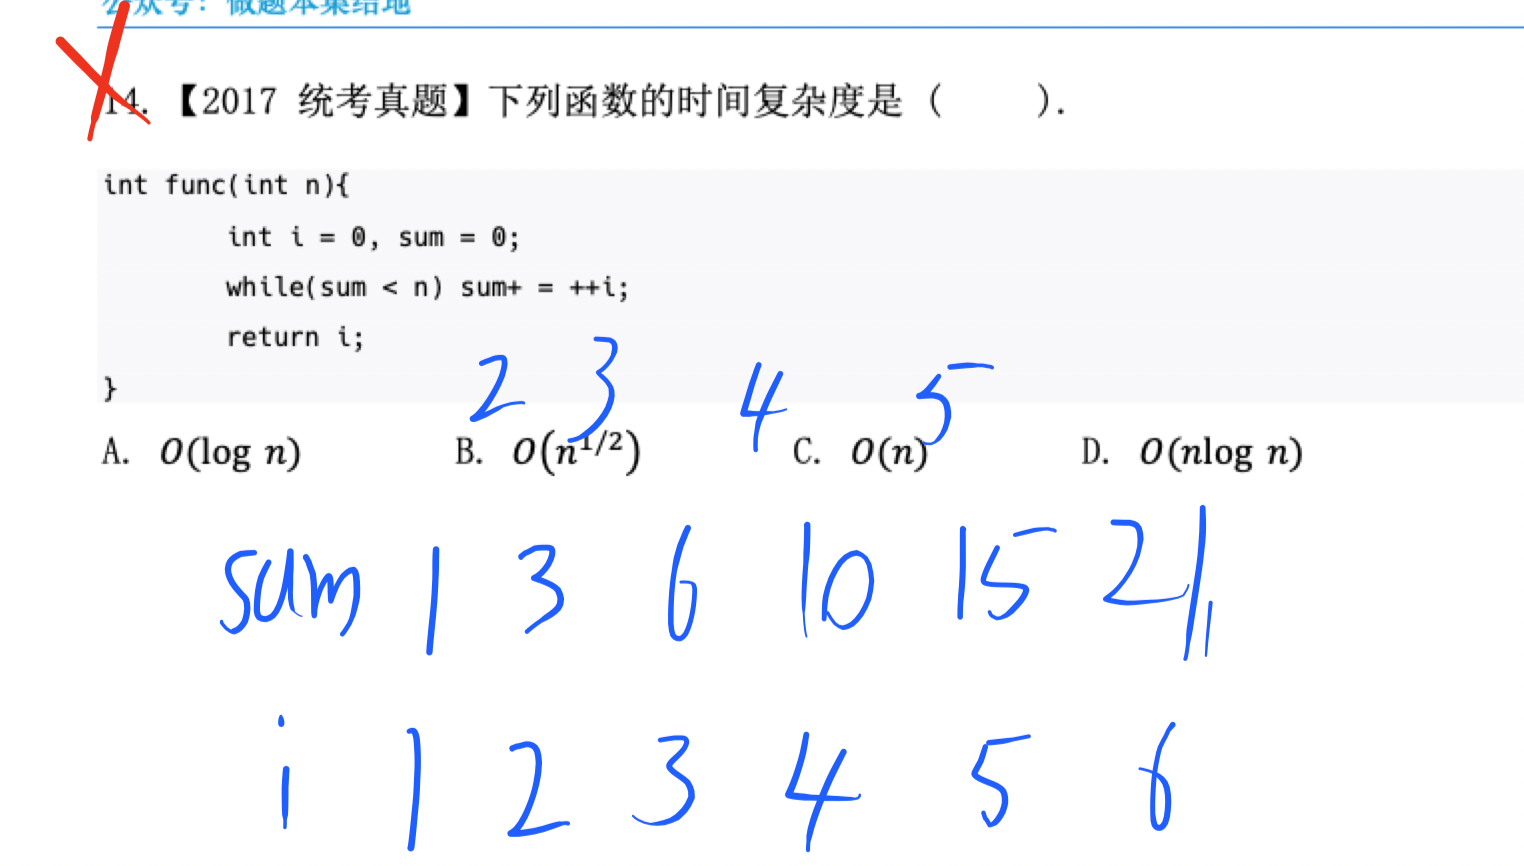 公众号：做题本集结地
14. 【2017 统考真题】下列函数的时间复杂度是（    ）.
int func(int n){
int i = 0, sum = 0;
while(sum < n) sum+ = ++i;
return i;
}
2 3 4 5
A. O(log n) B. O(n^{1/2}) C. O(n) D. O(nlog n)
sum 1 3 6 10 15 21
i 1 2 3 4 5 6